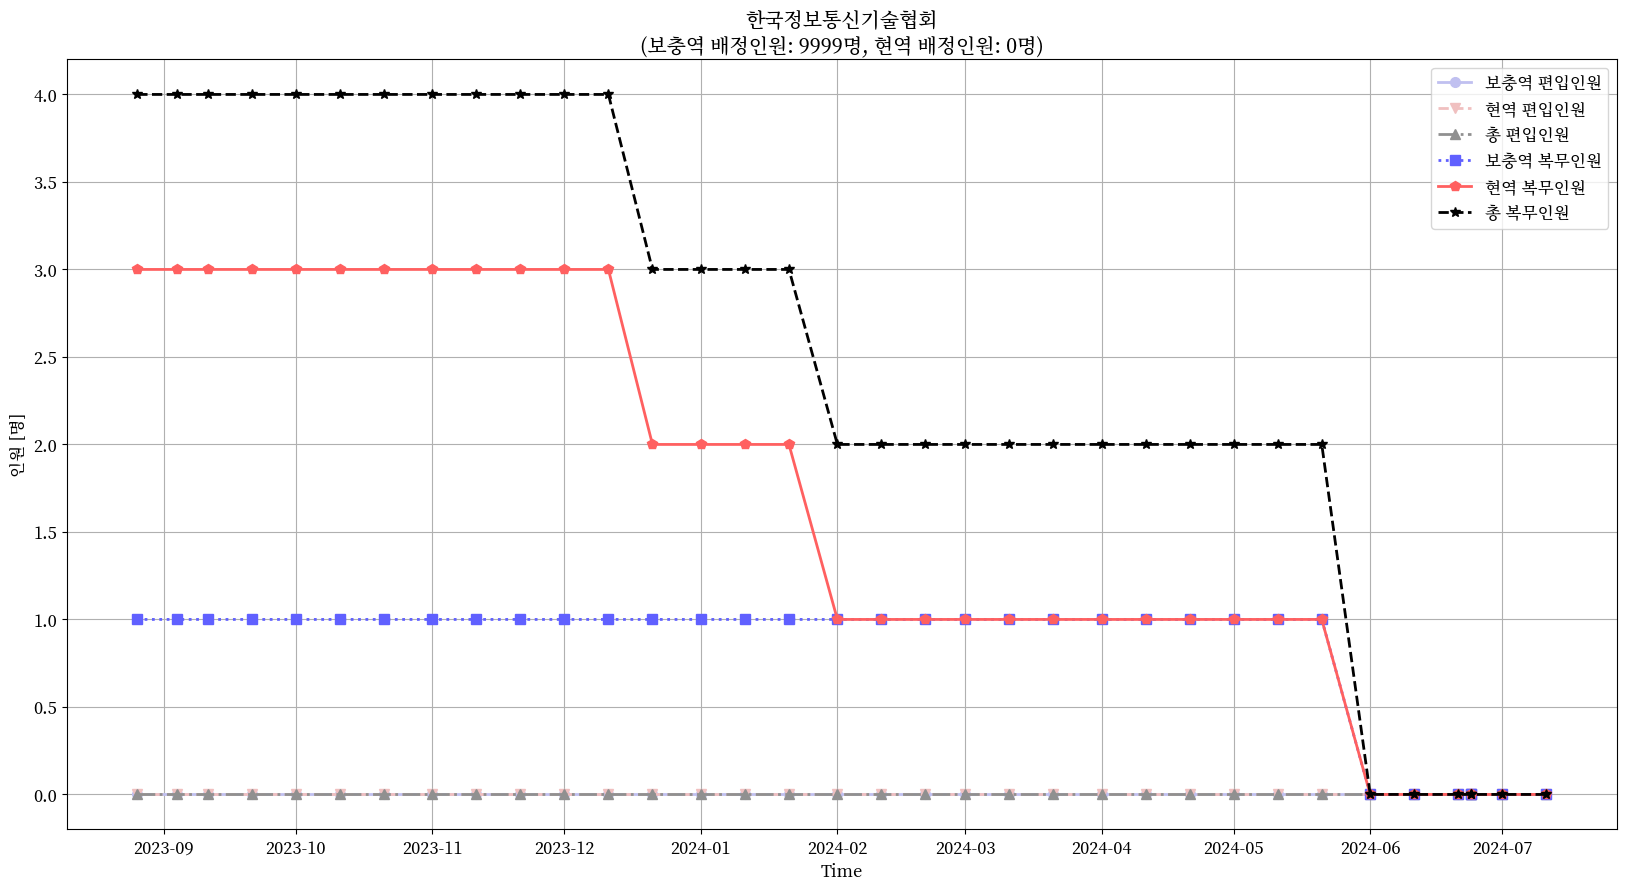 한국정보통신기술협회
(보충역 배정인원: 9999명, 현역 배정인원: 0명)
보충역 편입인원
현역 편입인원
총 편입인원
보충역 복무인원
현역 복무인원
총 복무인원
4.0
3.5
3.0
2.5
2.0
1.5
1.0
0.5
0.0
인원 [명]
2023-09 2023-10 2023-11 2023-12 2024-01 2024-02 2024-03 2024-04 2024-05 2024-06 2024-07
Time